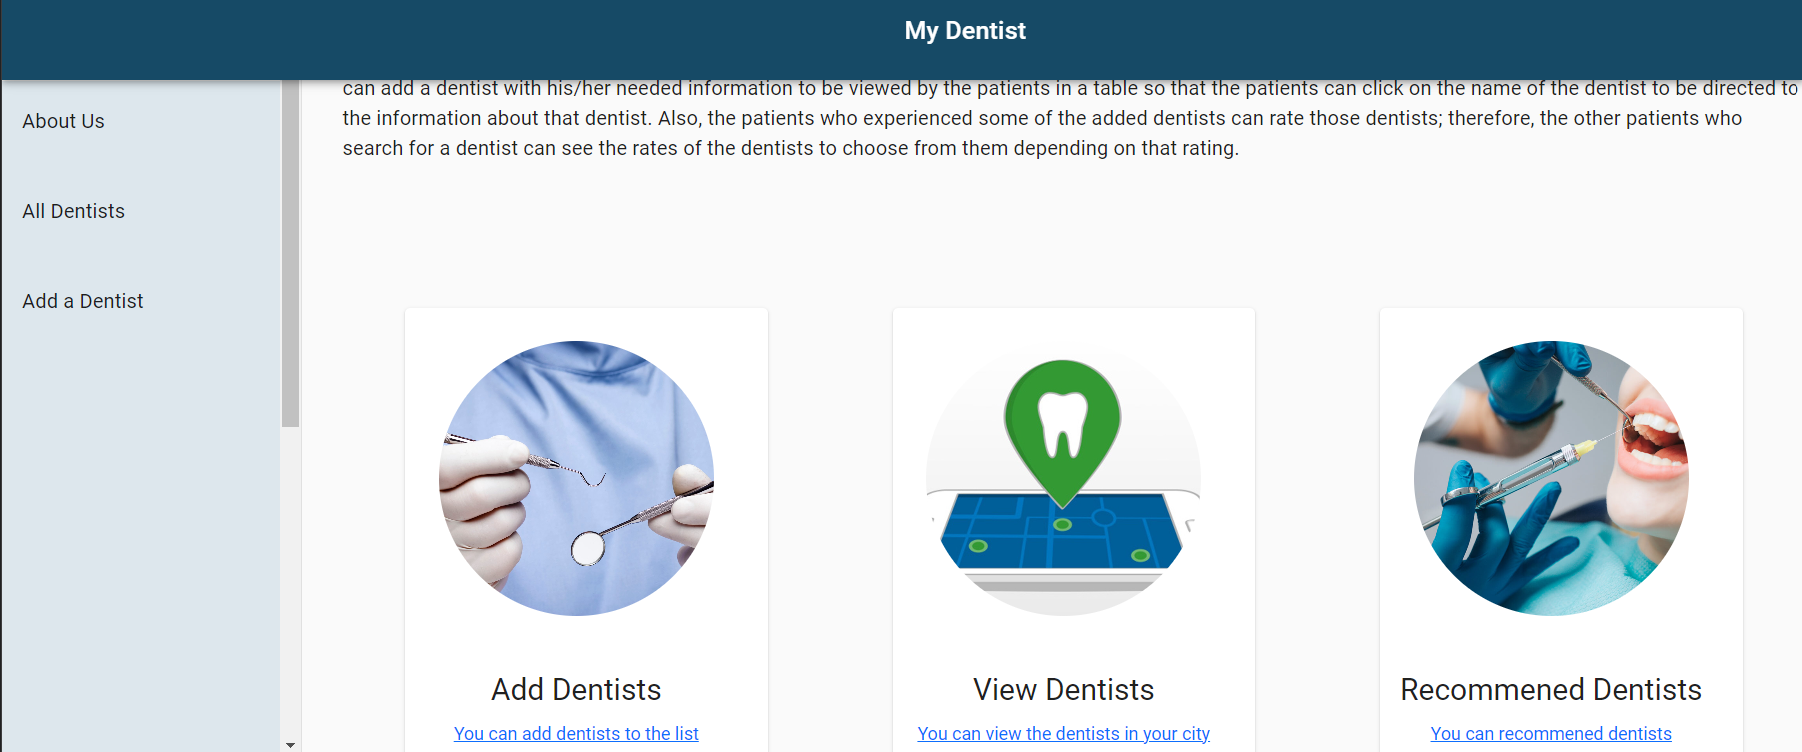 My Dentist
About Us
All Dentists
Add a Dentist
can add a dentist with his/her needed information to be viewed by the patients in a table so that the patients can click on the name of the dentist to be directed to
the information about that dentist. Also, the patients who experienced some of the added dentists can rate those dentists; therefore, the other patients who
search for a dentist can see the rates of the dentists to choose from them depending on that rating.
Add Dentists
You can add dentists to the list
View Dentists
You can view the dentists in your city
Recommened Dentists
You can recommened dentists